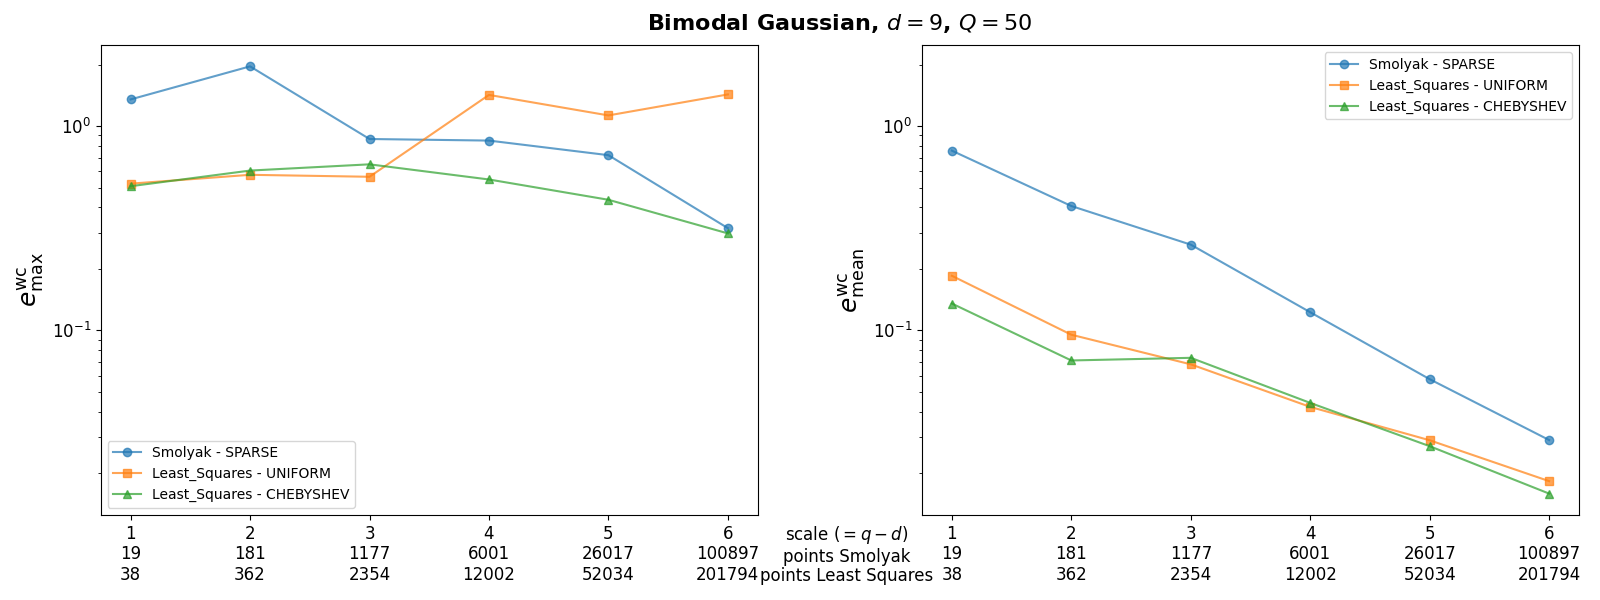 Bimodal Gaussian, d = 9, Q = 50
e^wc_max
10^0
10^-1
Smolyak - SPARSE
Least_Squares - UNIFORM
Least_Squares - CHEBYSHEV
1 2 3 4 5 6
19 181 1177 6001 26017 100897
38 362 2354 12002 52034 201794
scale (= q − d)
points Smolyak
points Least Squares
e^wc_mean
10^0
10^-1
Smolyak - SPARSE
Least_Squares - UNIFORM
Least_Squares - CHEBYSHEV
1 2 3 4 5 6
19 181 1177 6001 26017 100897
38 362 2354 12002 52034 201794